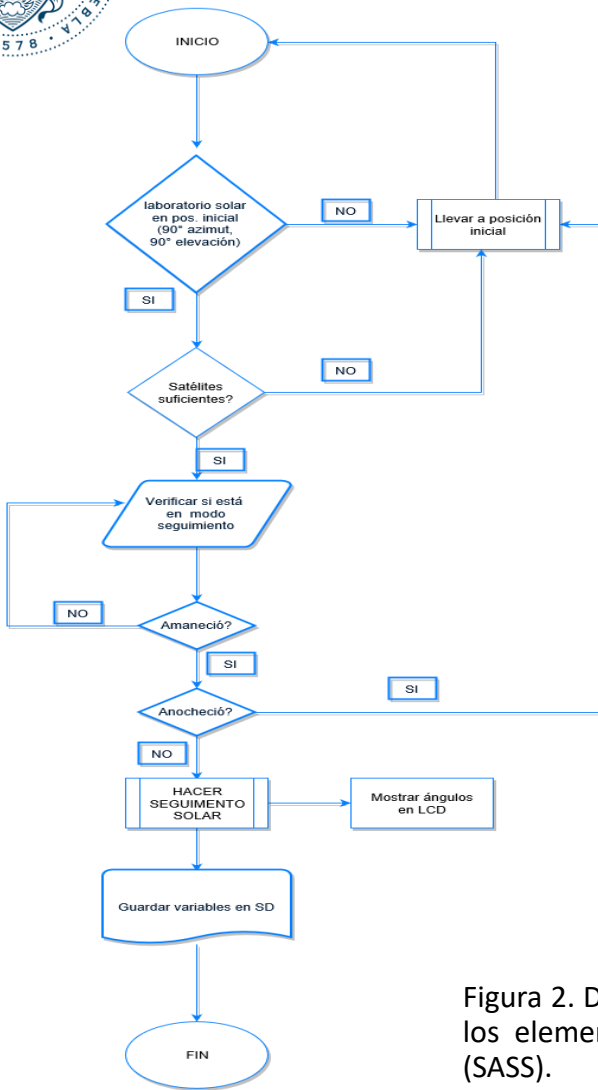 578
INICIO
laboratorio solar
en pos. inicial
(90° azimut,
90° elevación)
NO
Llevar a posición
inicial
SI
Satélites
suficientes?
NO
SI
Verificar si está
en modo
seguimiento
NO
Amaneció?
SI
Anocheció?
SI
NO
HACER
SEGUIMENTO
SOLAR
Mostrar ángulos
en LCD
Guardar variables en SD
FIN
Figura 2. D
los elemen
(SASS).